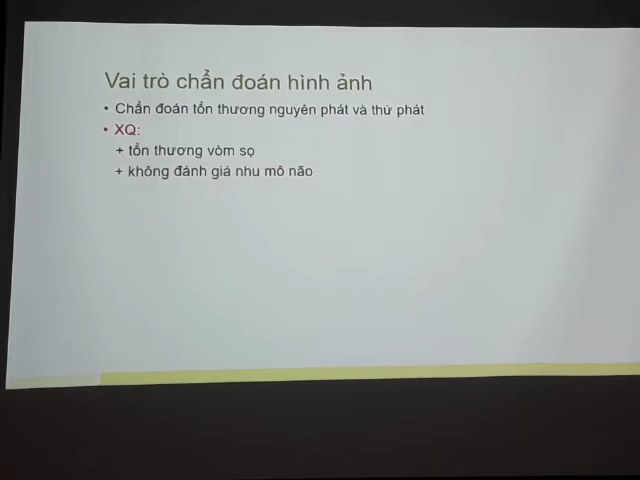 Vai trò chẩn đoán hình ảnh
• Chẩn đoán tổn thương nguyên phát và thứ phát
• XQ:
+ tổn thương vòm sọ
+ không đánh giá nhu mô não